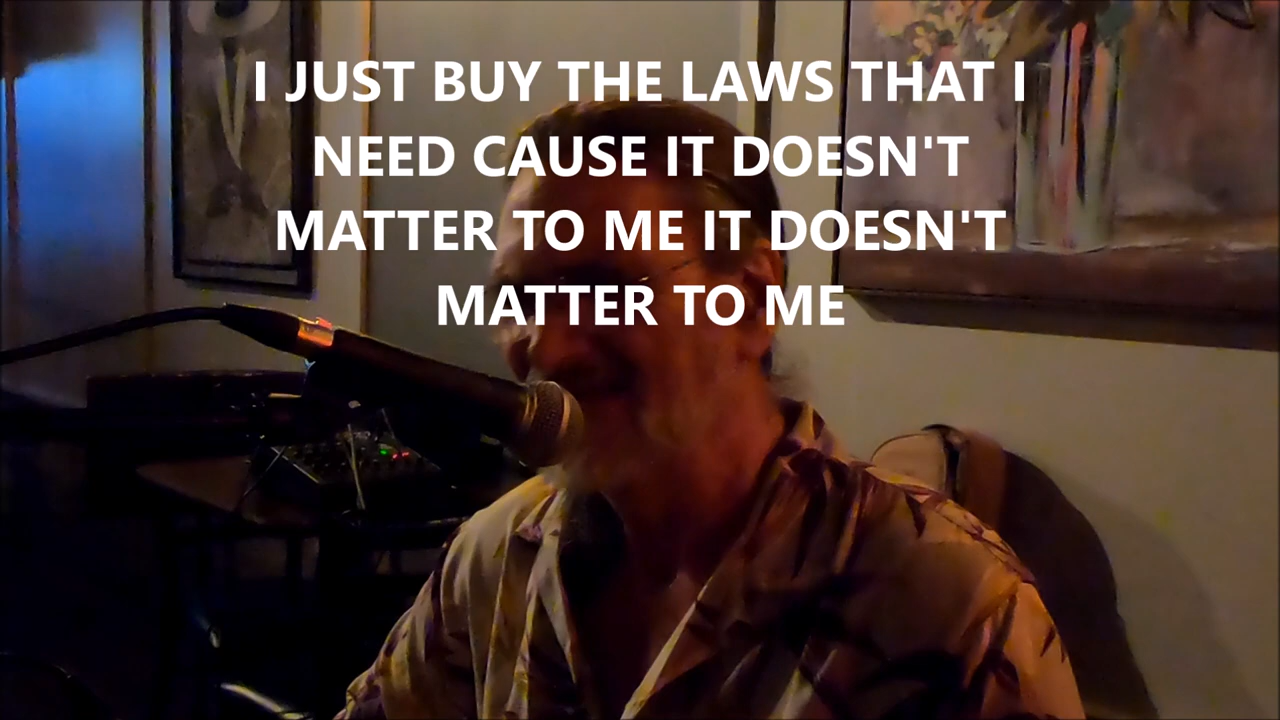 I JUST BUY THE LAWS THAT I
NEED CAUSE IT DOESN'T
MATTER TO ME IT DOESN'T
MATTER TO ME